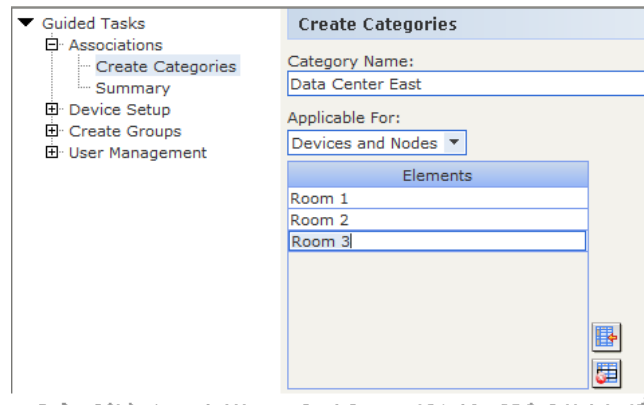 Guided Tasks
Associations
Create Categories
Summary
Device Setup
Create Groups
User Management
Create Categories
Category Name:
Data Center East
Applicable For:
Devices and Nodes
Elements
Room 1
Room 2
Room 3